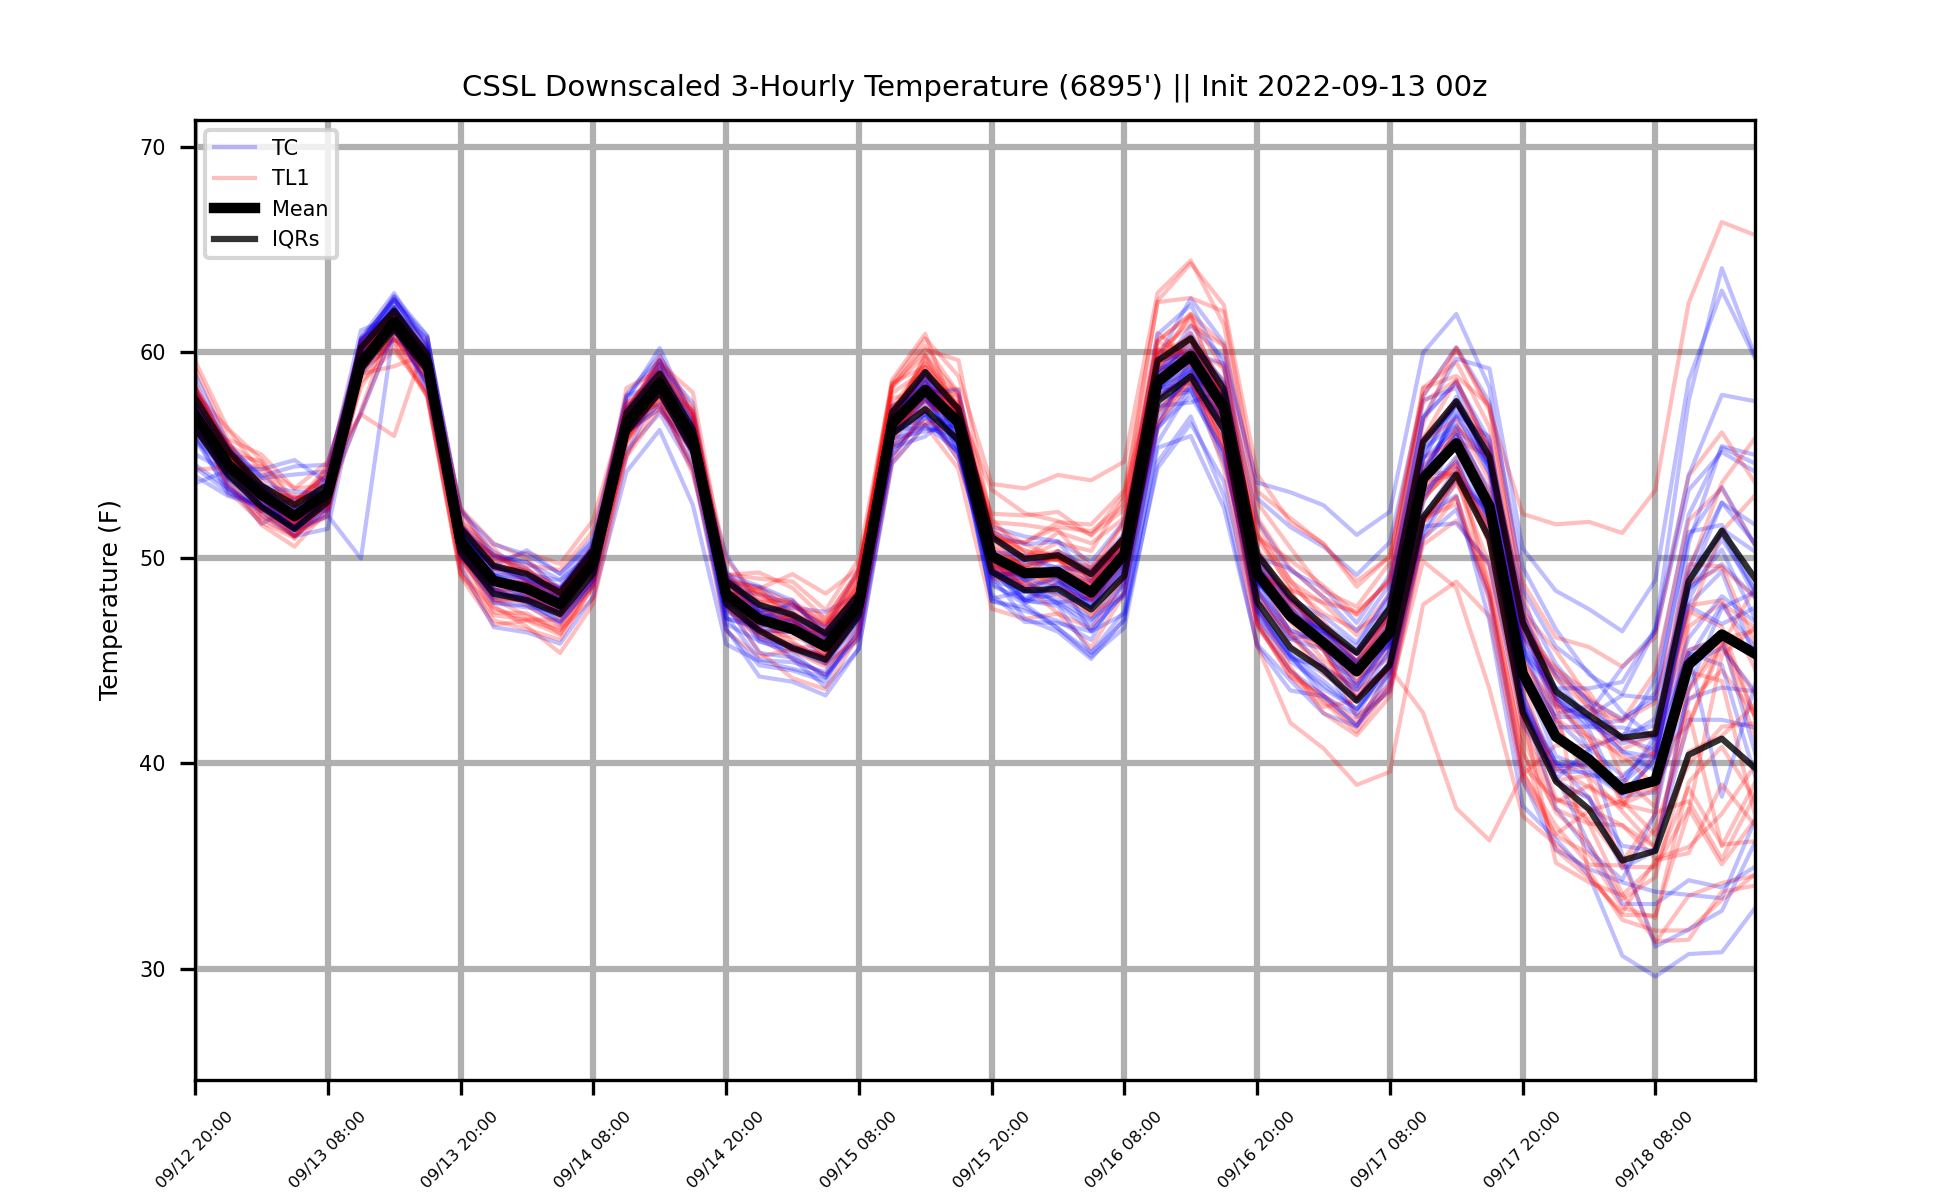 CSSL Downscaled 3-Hourly Temperature (6895') || Init 2022-09-13 00z
TC
TL1
Mean
IQRs
Temperature (F)
70
60
50
40
30
09/12 20:00
09/13 08:00
09/13 20:00
09/14 08:00
09/14 20:00
09/15 08:00
09/15 20:00
09/16 08:00
09/16 20:00
09/17 08:00
09/17 20:00
09/18 08:00